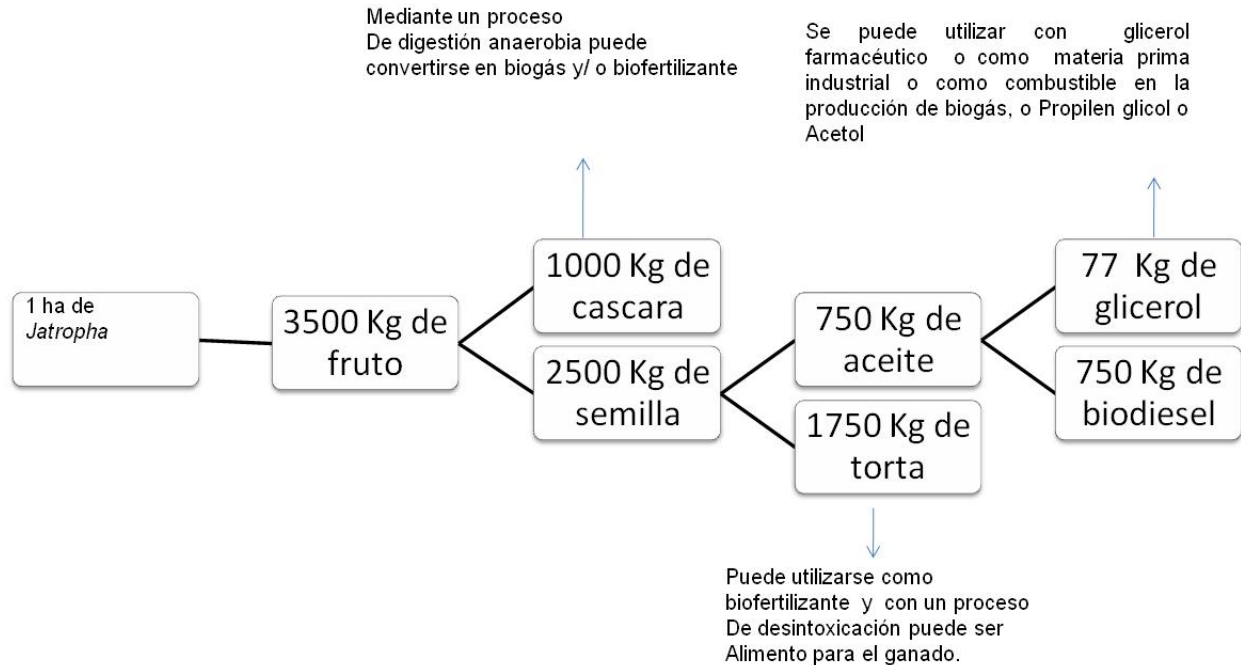 Mediante un proceso
De digestión anaerobia puede
convertirse en biogás y/ o biofertilizante
Se puede utilizar con glicerol
farmacéutico o como materia prima
industrial o como combustible en la
producción de biogás, o Propilen glicol o
Acetol
1 ha de
Jatropha
3500 Kg de
fruto
1000 Kg de
cascara
2500 Kg de
semilla
750 Kg de
aceite
1750 Kg de
torta
77 Kg de
glicerol
750 Kg de
biodiesel
Puede utilizarse como
biofertilizante y con un proceso
De desintoxicación puede ser
Alimento para el ganado.